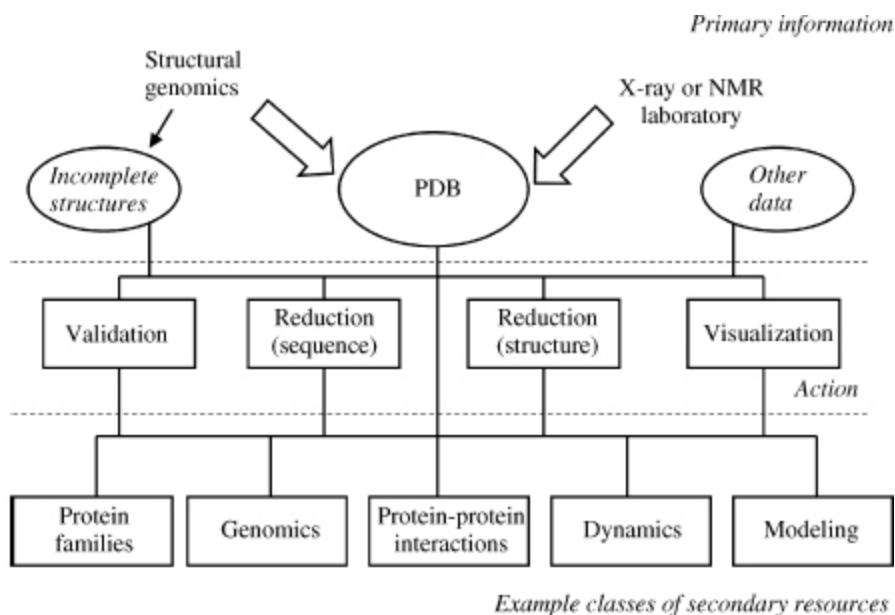 Primary information
Structural
genomics
X-ray or NMR
laboratory
Incomplete
structures
PDB
Other
data
Validation
Reduction
(sequence)
Reduction
(structure)
Visualization
Action
Protein
families
Genomics
Protein-protein
interactions
Dynamics
Modeling
Example classes of secondary resources